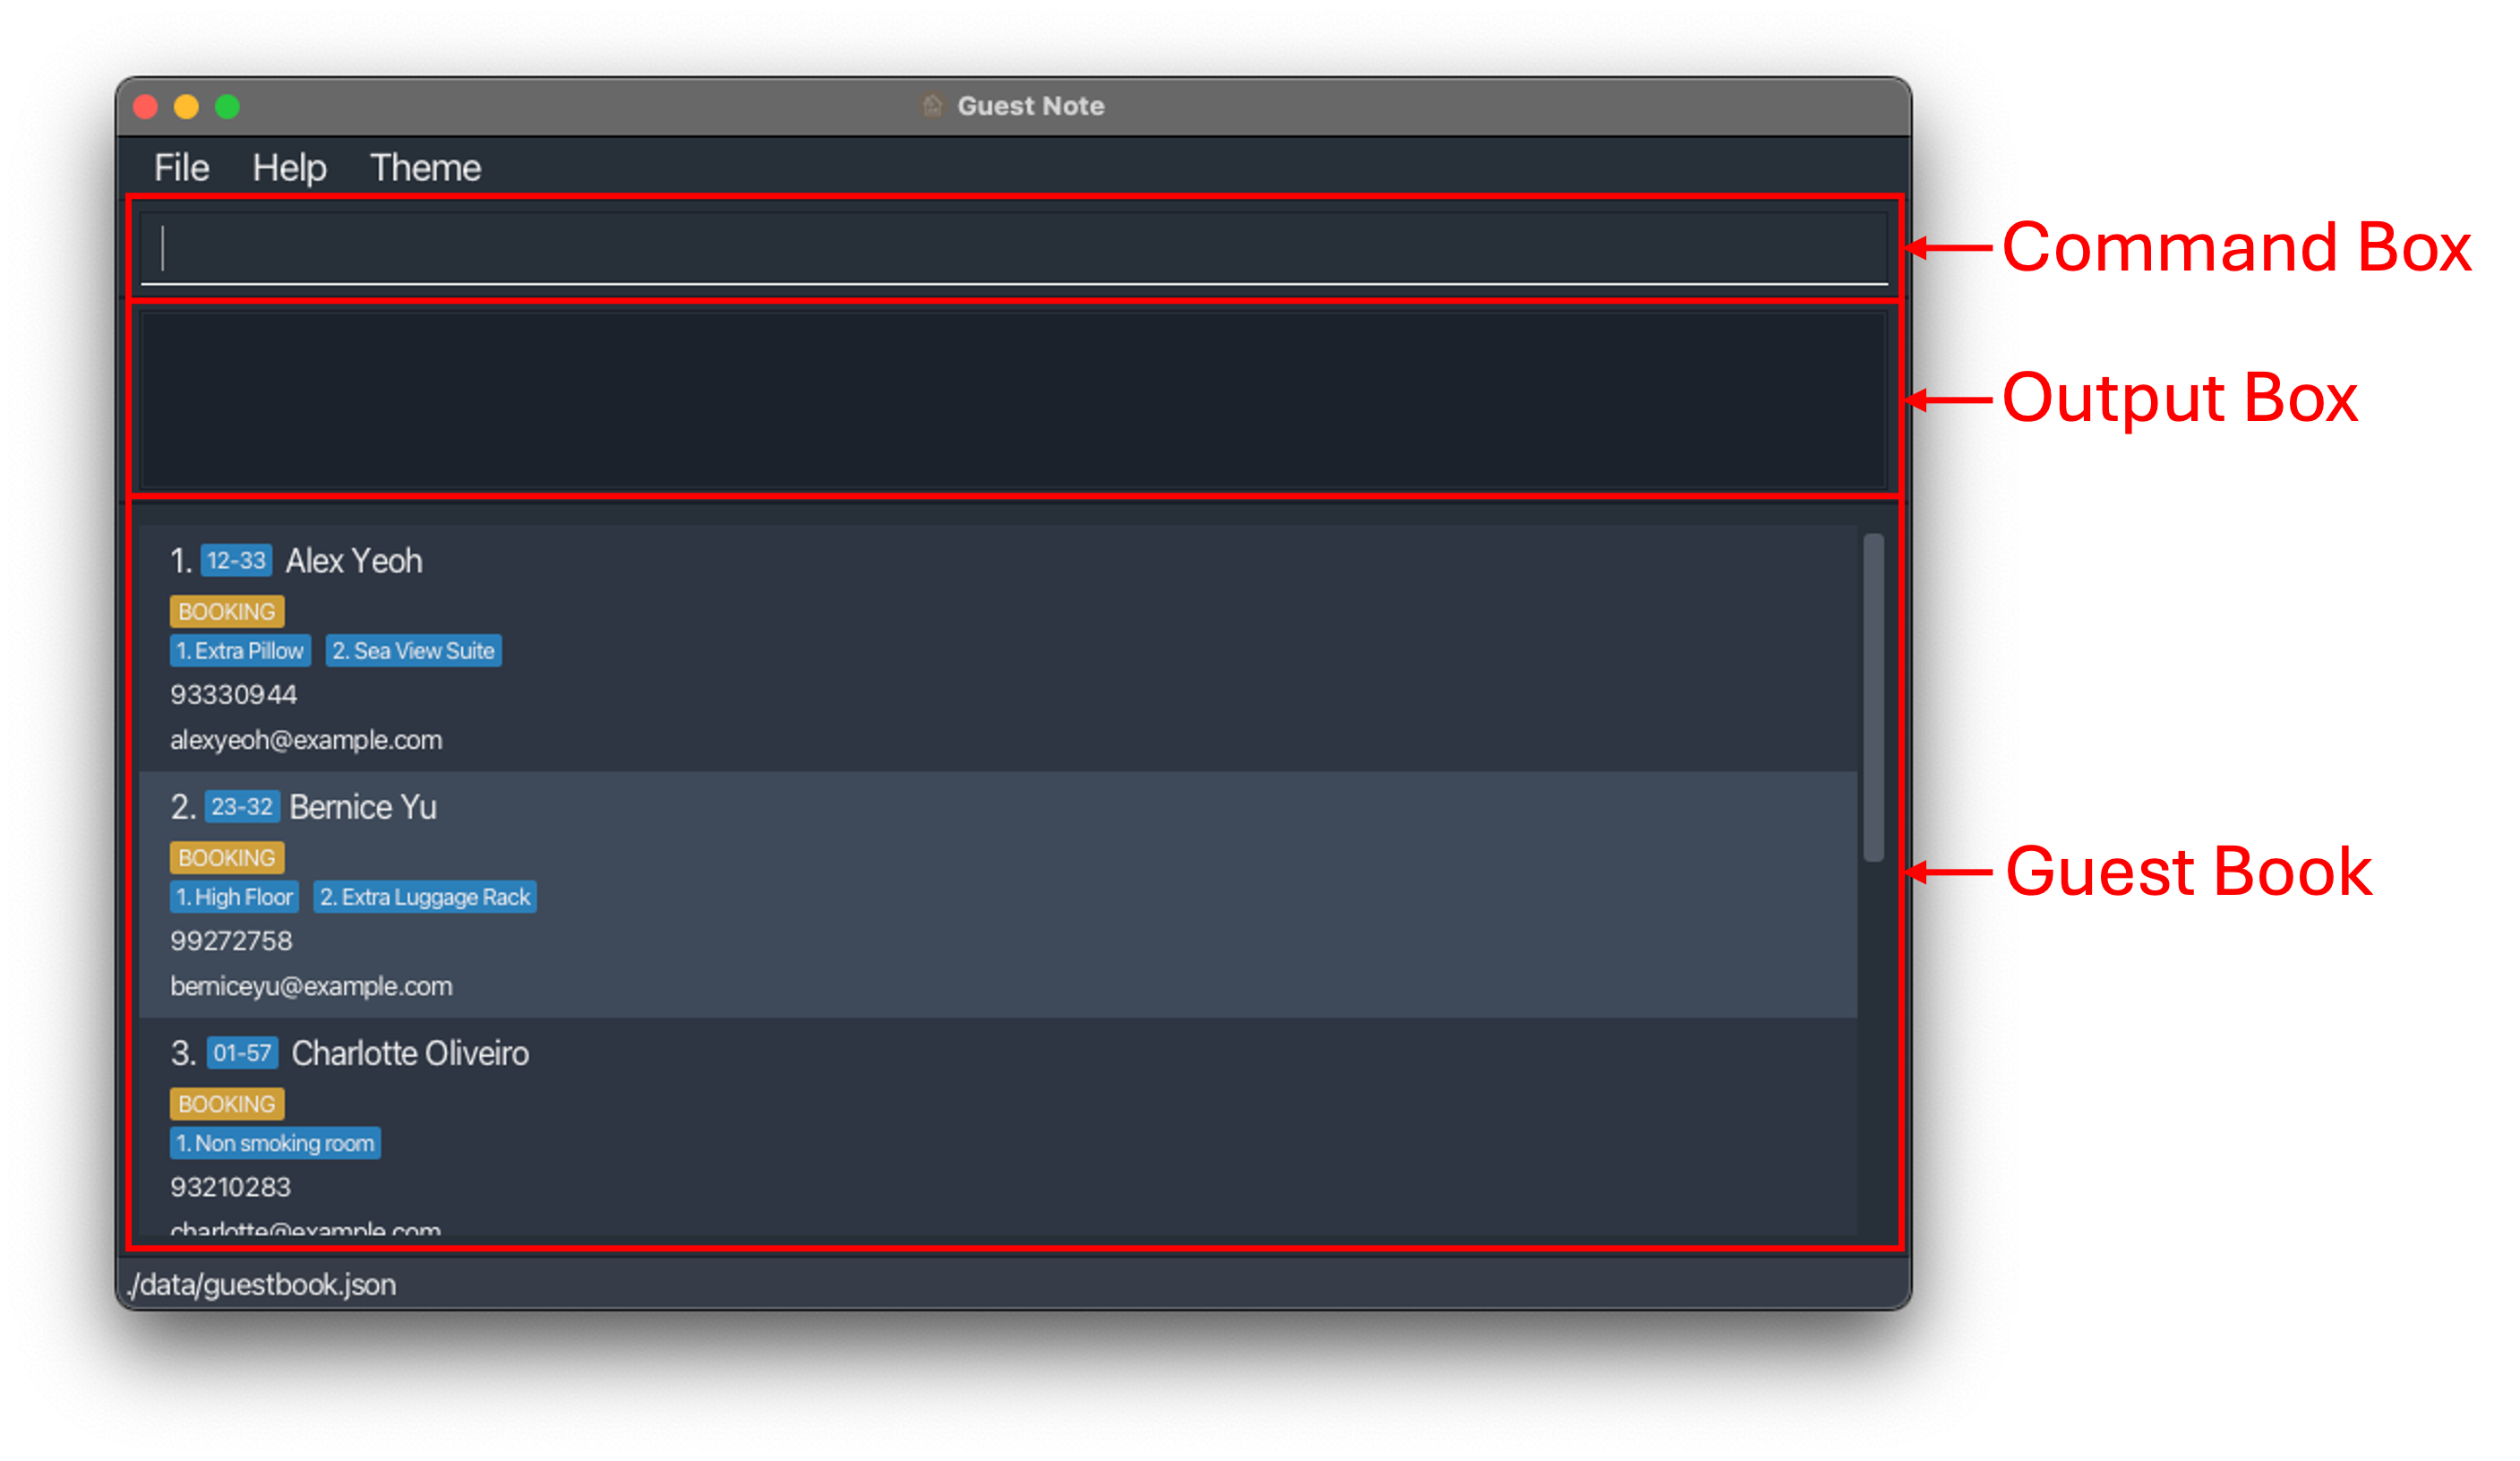 Guest Note
File Help Theme
Command Box
Output Box
1. 12-33 Alex Yeoh
BOOKING
1. Extra Pillow 2. Sea View Suite
93330944
alexyeoh@example.com
2. 23-32 Bernice Yu
BOOKING
Guest Book
1. High Floor 2. Extra Luggage Rack
99272758
berniceyu@example.com
3. 01-57 Charlotte Oliveiro
BOOKING
1. Non smoking room
93210283
charlotte@example.com
./data/guestbook.json